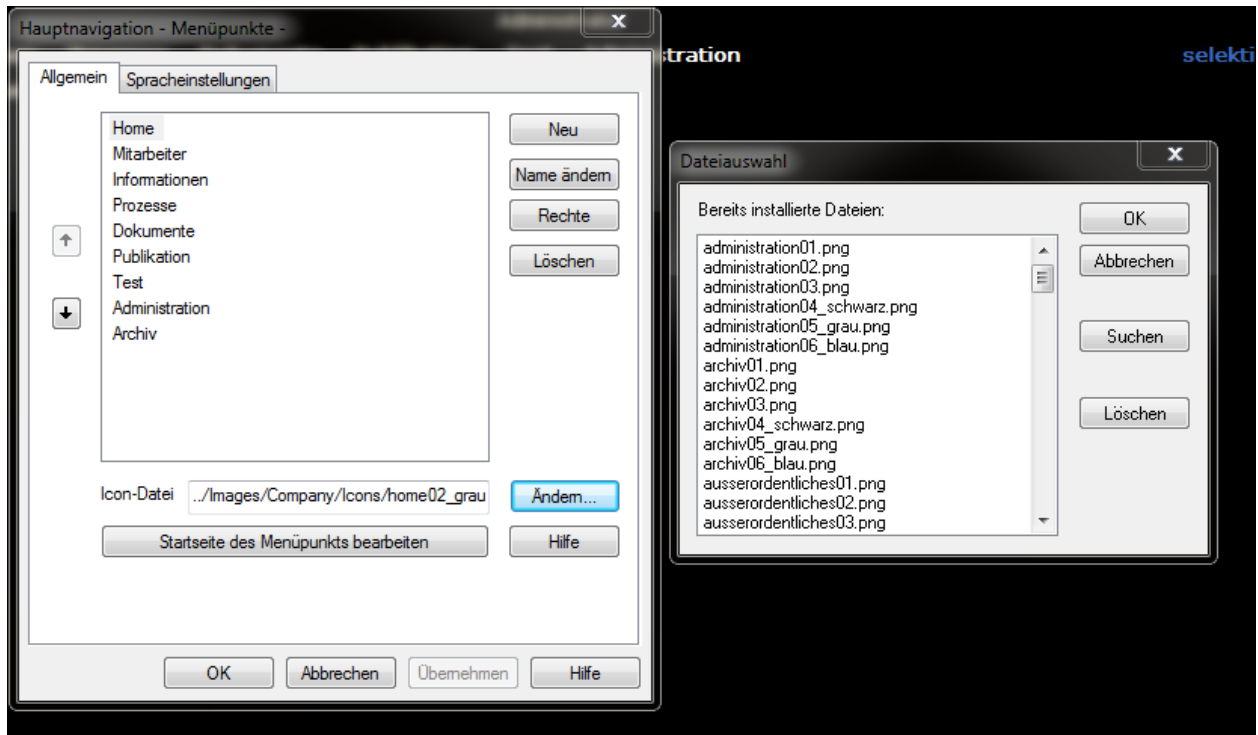 Hauptnavigation - Menüpunkte -
Allgemein
Spracheinstellungen
Home
Mitarbeiter
Informationen
Prozesse
Dokumente
Publikation
Test
Administration
Archiv
Neu
Name ändern
Rechte
Löschen
Icon-Datei
../Images/Company/Icons/home02_grau
Ändern...
Startseite des Menüpunkts bearbeiten
Hilfe
OK
Abbrechen
Übernehmen
Hilfe
tration
selekti
Dateiauswahl
Bereits installierte Dateien:
administration01.png
administration02.png
administration03.png
administration04_schwarz.png
administration05_grau.png
administration06_blau.png
archiv01.png
archiv02.png
archiv03.png
archiv04_schwarz.png
archiv05_grau.png
archiv06_blau.png
ausserordentliches01.png
ausserordentliches02.png
ausserordentliches03.png
OK
Abbrechen
Suchen
Löschen